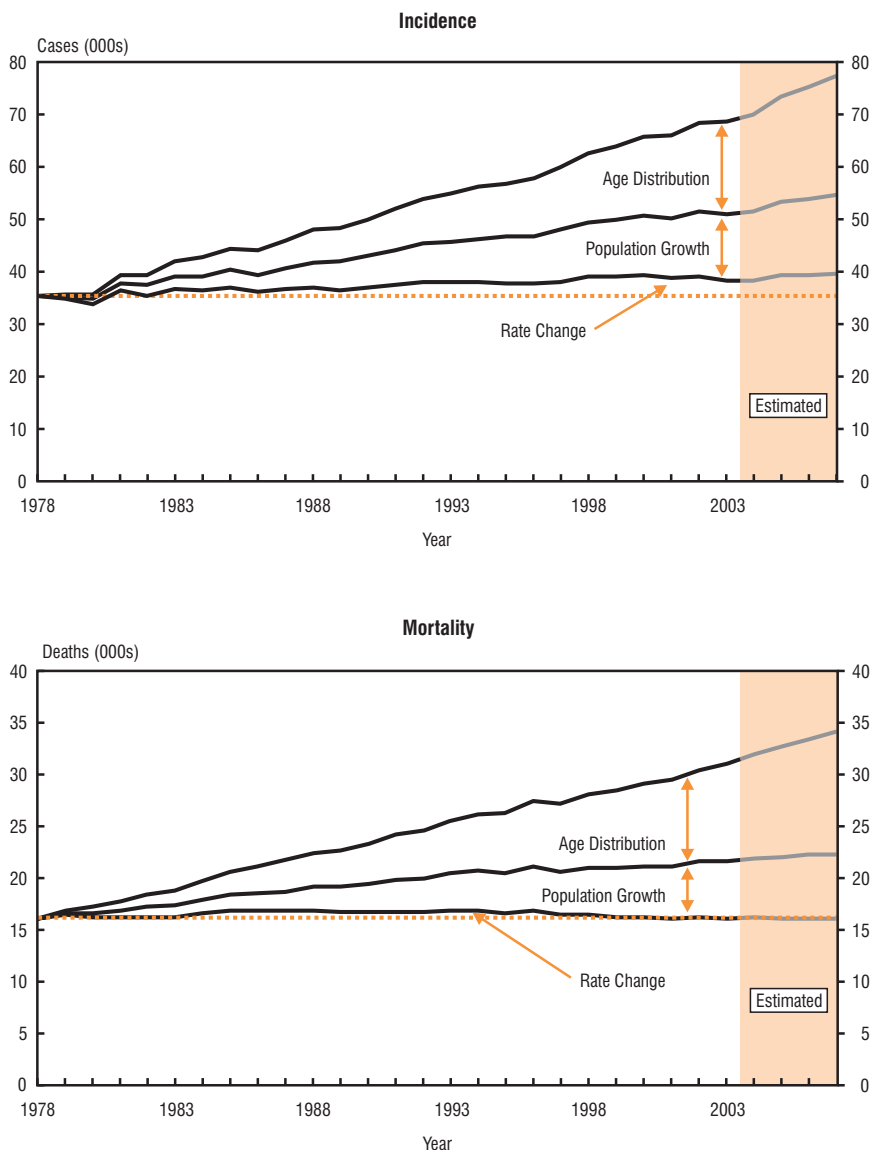 Incidence
Cases (000s)
80 80
70 70
60 60
Age Distribution
50 50
Population Growth
40 40
30 30
Rate Change
20 20
Estimated
10 10
0 0
1978 1983 1988 1993 1998 2003
Year
Mortality
Deaths (000s)
40 40
35 35
30 30
25 25
Age Distribution
20 20
Population Growth
15 15
10 10
Rate Change
Estimated
5 5
0 0
1978 1983 1988 1993 1998 2003
Year